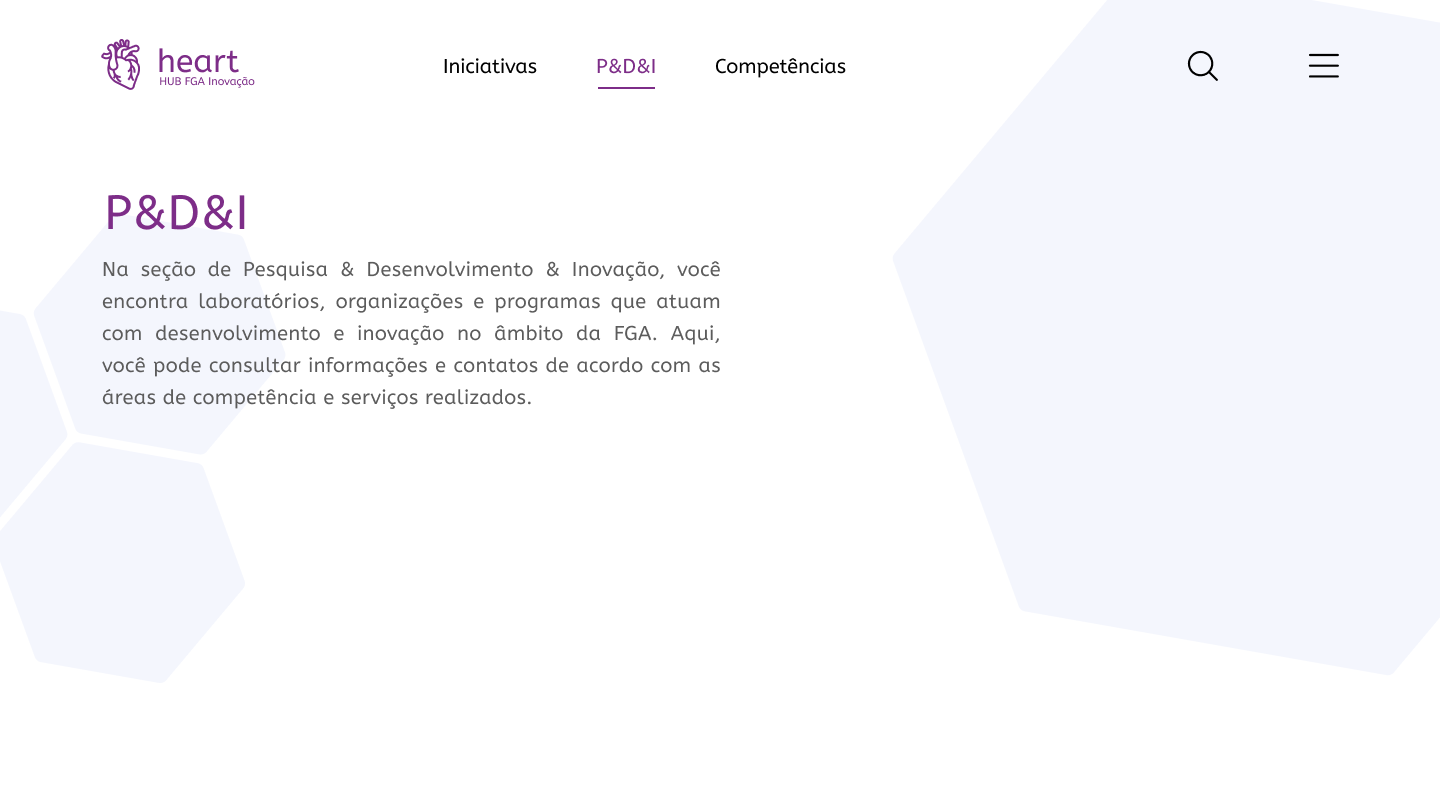 heart
HUB FGA Inovação
Iniciativas
P&D&I
Competências
P&D&I
Na seção de Pesquisa & Desenvolvimento & Inovação, você
encontra laboratórios, organizações e programas que atuam
com desenvolvimento e inovação no âmbito da FGA. Aqui,
você pode consultar informações e contatos de acordo com as
áreas de competência e serviços realizados.